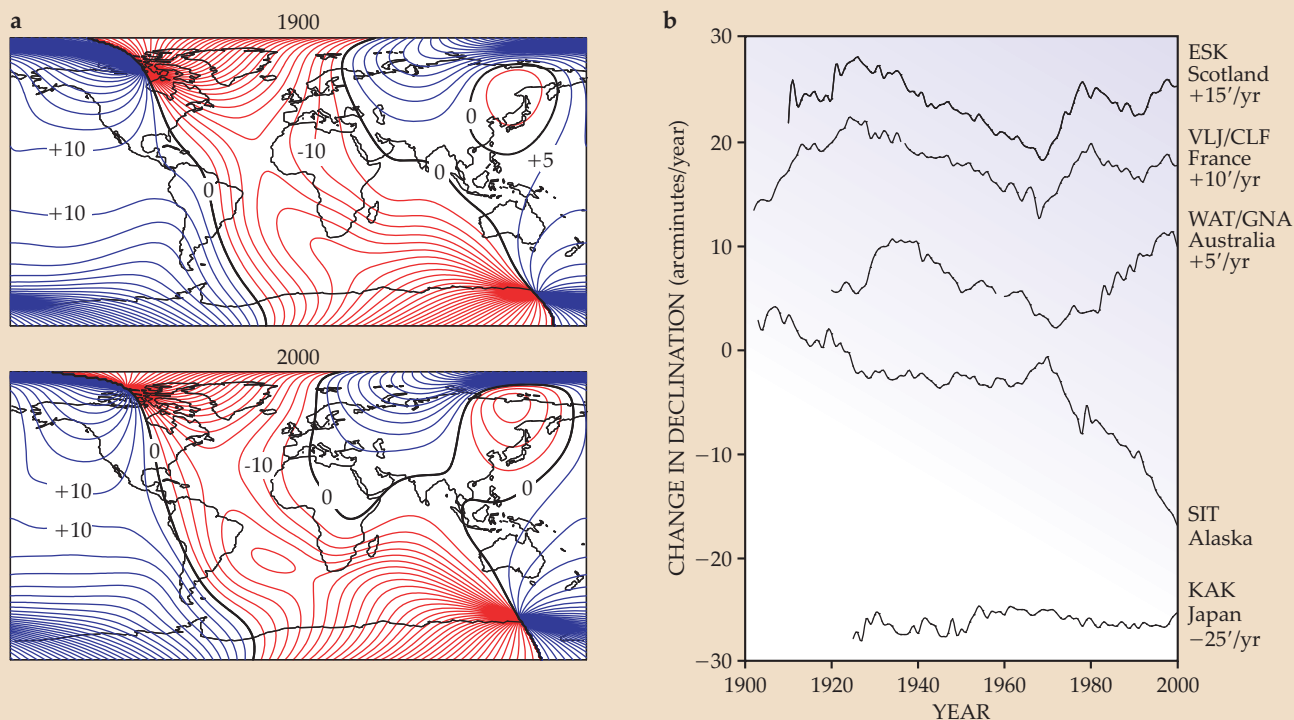 a
1900
+10
+10
0
-10
0
0
+5
2000
+10
+10
0
-10
0
0
b
CHANGE IN DECLINATION (arcminutes/year)
30
20
10
0
−10
−20
−30
1900
1920
1940
1960
1980
2000
YEAR
ESK
Scotland
+15′/yr
VLJ/CLF
France
+10′/yr
WAT/GNA
Australia
+5′/yr
SIT
Alaska
KAK
Japan
−25′/yr